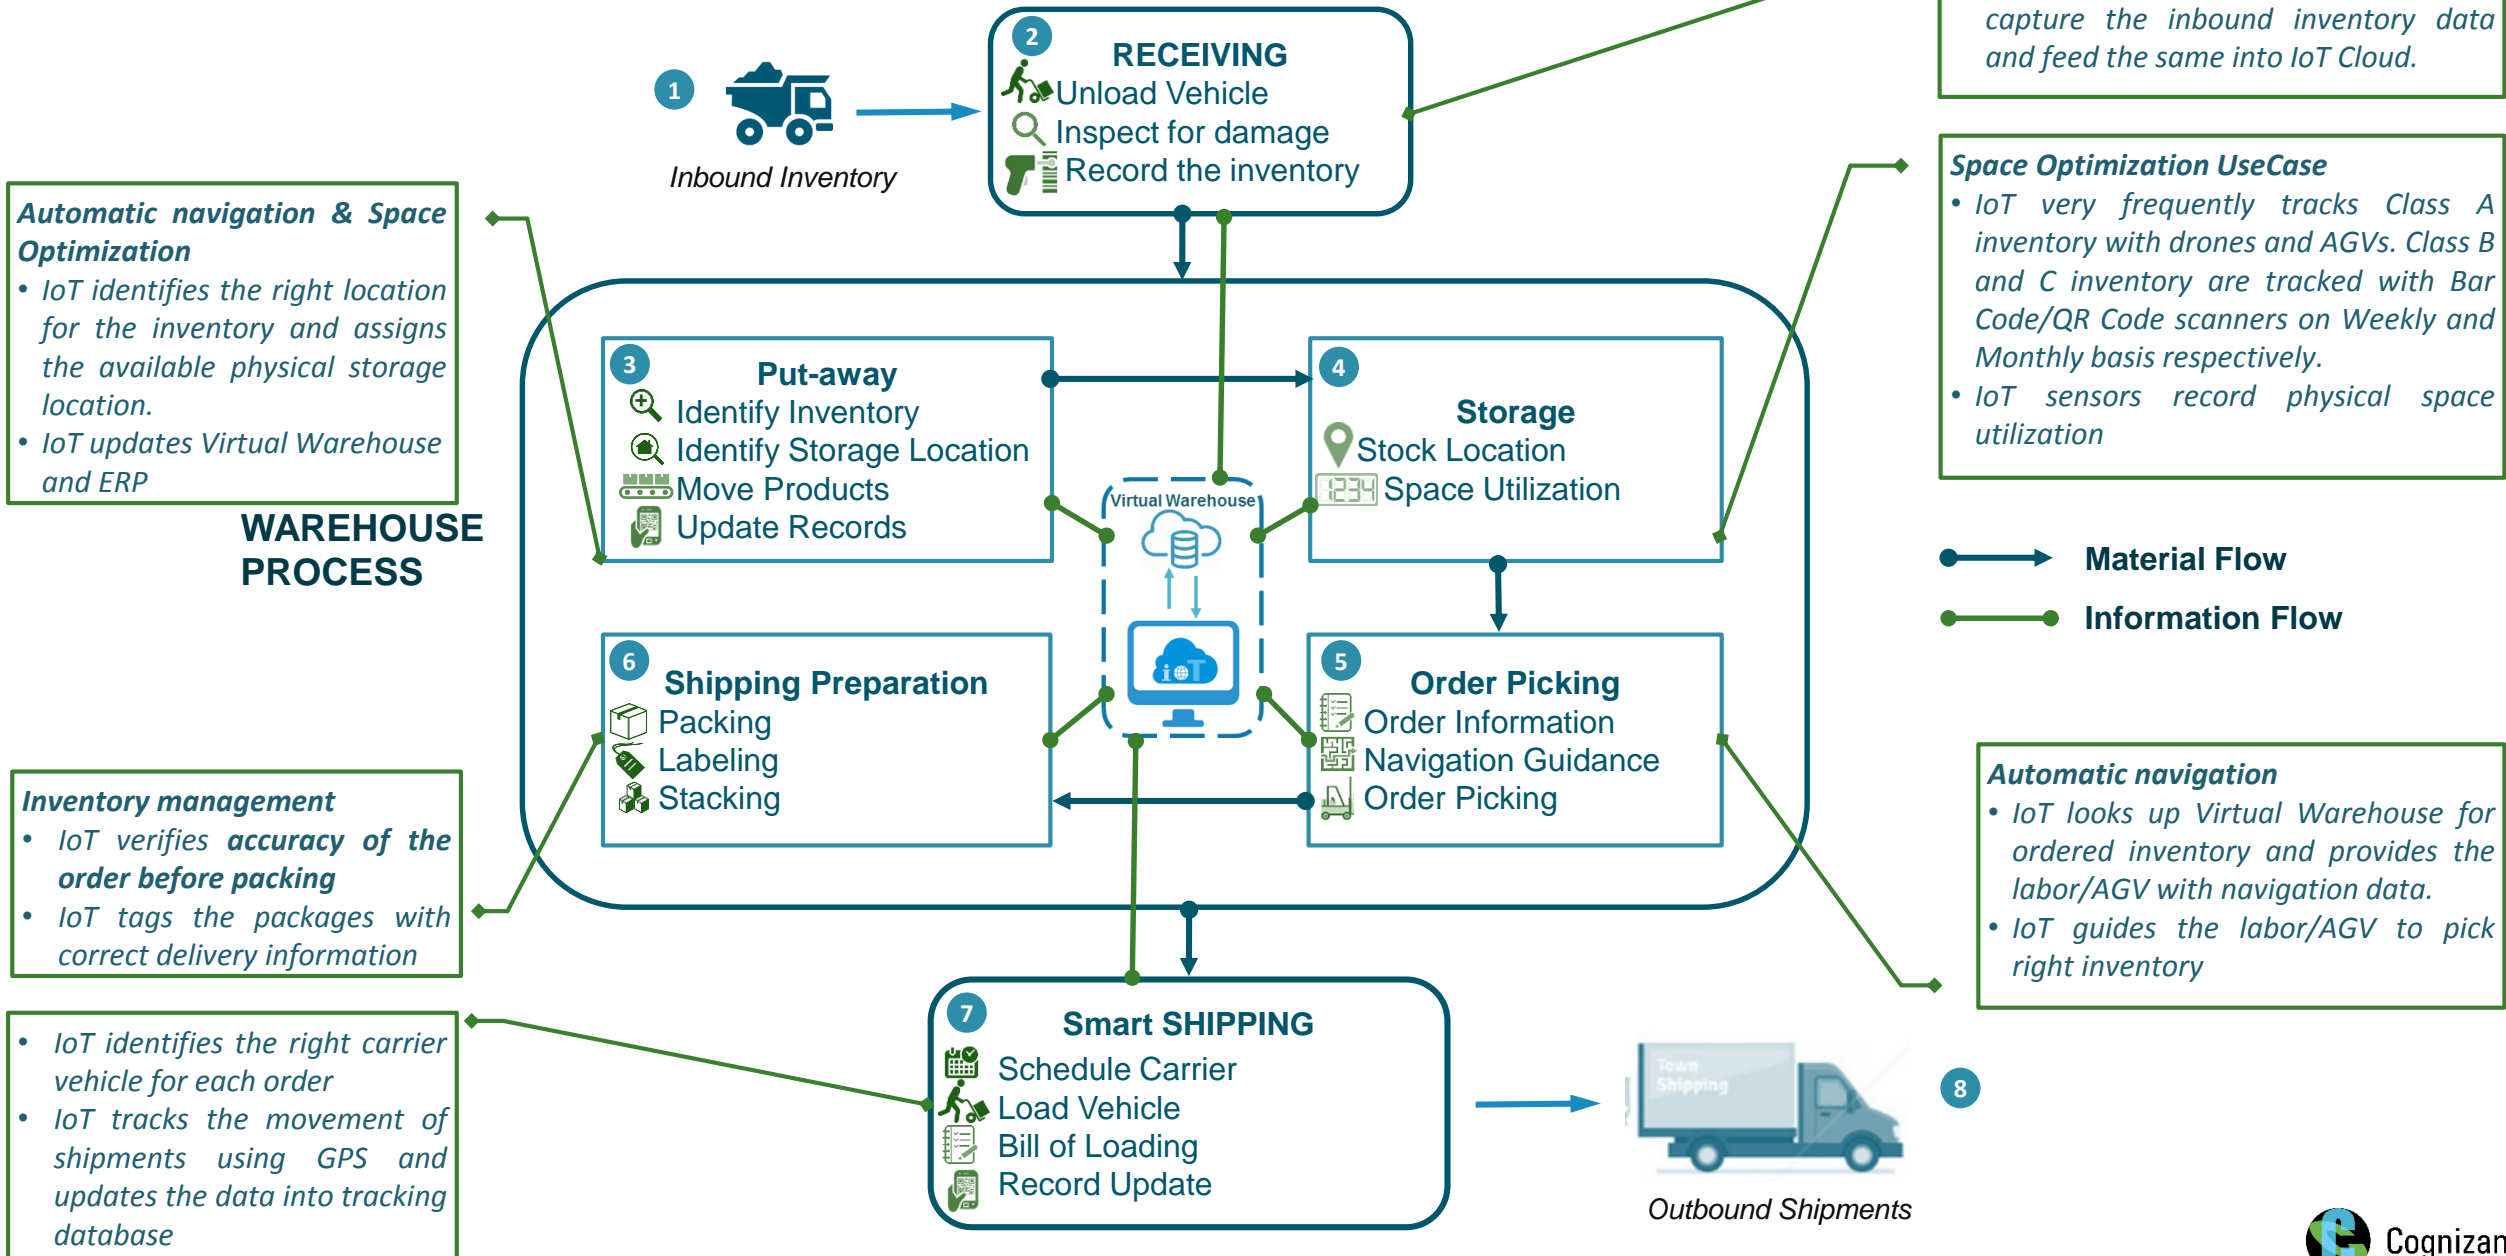 capture the inbound inventory data
and feed the same into IoT Cloud.
1
Inbound Inventory
2
RECEIVING
Unload Vehicle
Inspect for damage
Record the inventory
Automatic navigation & Space
Optimization
• IoT identifies the right location
for the inventory and assigns
the available physical storage
location.
• IoT updates Virtual Warehouse
and ERP
Space Optimization UseCase
• IoT very frequently tracks Class A
inventory with drones and AGVs. Class B
and C inventory are tracked with Bar
Code/QR Code scanners on Weekly and
Monthly basis respectively.
• IoT sensors record physical space
utilization
WAREHOUSE
PROCESS
3
Put-away
Identify Inventory
Identify Storage Location
Move Products
Update Records
4
Storage
Stock Location
1234
Space Utilization
Virtual Warehouse
ioT
Material Flow
Information Flow
6
Shipping Preparation
Packing
Labeling
Stacking
5
Order Picking
Order Information
Navigation Guidance
Order Picking
Inventory management
• IoT verifies accuracy of the
order before packing
• IoT tags the packages with
correct delivery information
Automatic navigation
• IoT looks up Virtual Warehouse for
ordered inventory and provides the
labor/AGV with navigation data.
• IoT guides the labor/AGV to pick
right inventory
• IoT identifies the right carrier
vehicle for each order
• IoT tracks the movement of
shipments using GPS and
updates the data into tracking
database
7
Smart SHIPPING
Schedule Carrier
Load Vehicle
Bill of Loading
Record Update
Town
Shipping
8
Outbound Shipments
Cognizan